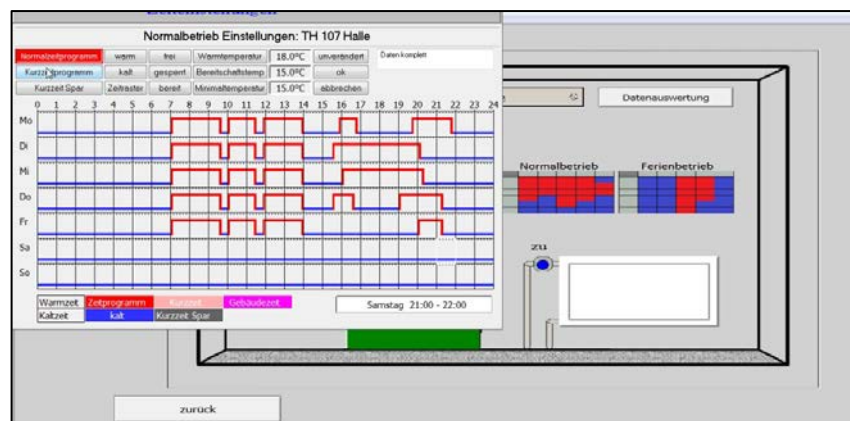 Zeiteinstellungen
Normalbetrieb Einstellungen: TH 107 Halle
Normalzeitprogramm warm frei Warmtemperatur 18.0°C unverändert Daten komplett
Kurzzeitprogramm kalt gesperrt Bereitschaftstemp 15.0°C ok
Kurzzeit Spar Zeitraster bereit Minimaltemperatur 15.0°C abbrechen
0 1 2 3 4 5 6 7 8 9 10 11 12 13 14 15 16 17 18 19 20 21 22 23 24
Mo
Di
Mi
Do
Fr
Sa
So
Warmzeit Zeitprogramm Kurzzeit Gebäudezeit
Kaltzeit kalt Kurzzeit Spar
Samstag 21:00 - 22:00
Datenauswertung
Normalbetrieb Ferienbetrieb
zu
zurück